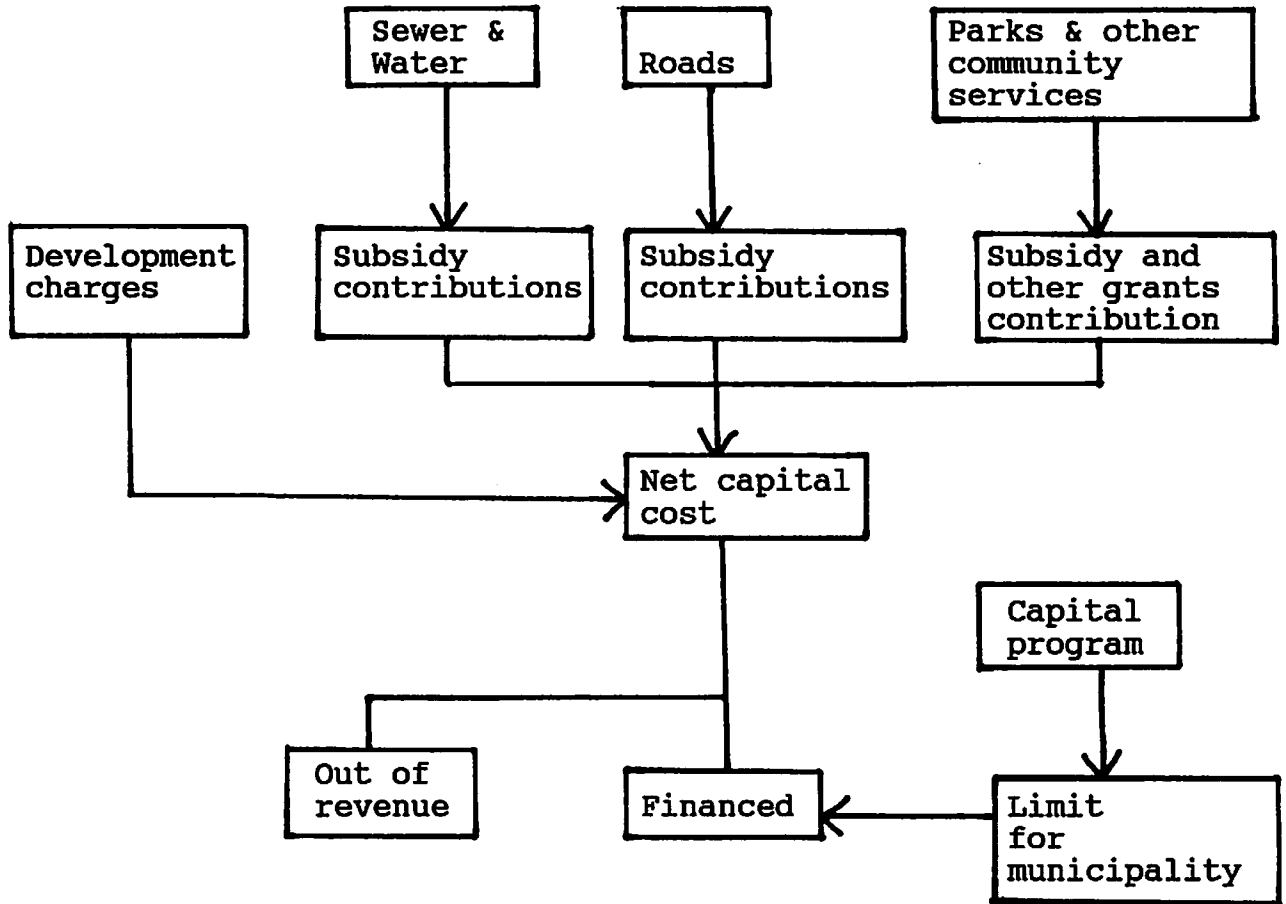 Sewer &
Water
Roads
Parks & other
community
services
Development
charges
Subsidy
contributions
Subsidy
contributions
Subsidy and
other grants
contribution
Net capital
cost
Capital
program
Out of
revenue
Financed
Limit
for
municipality